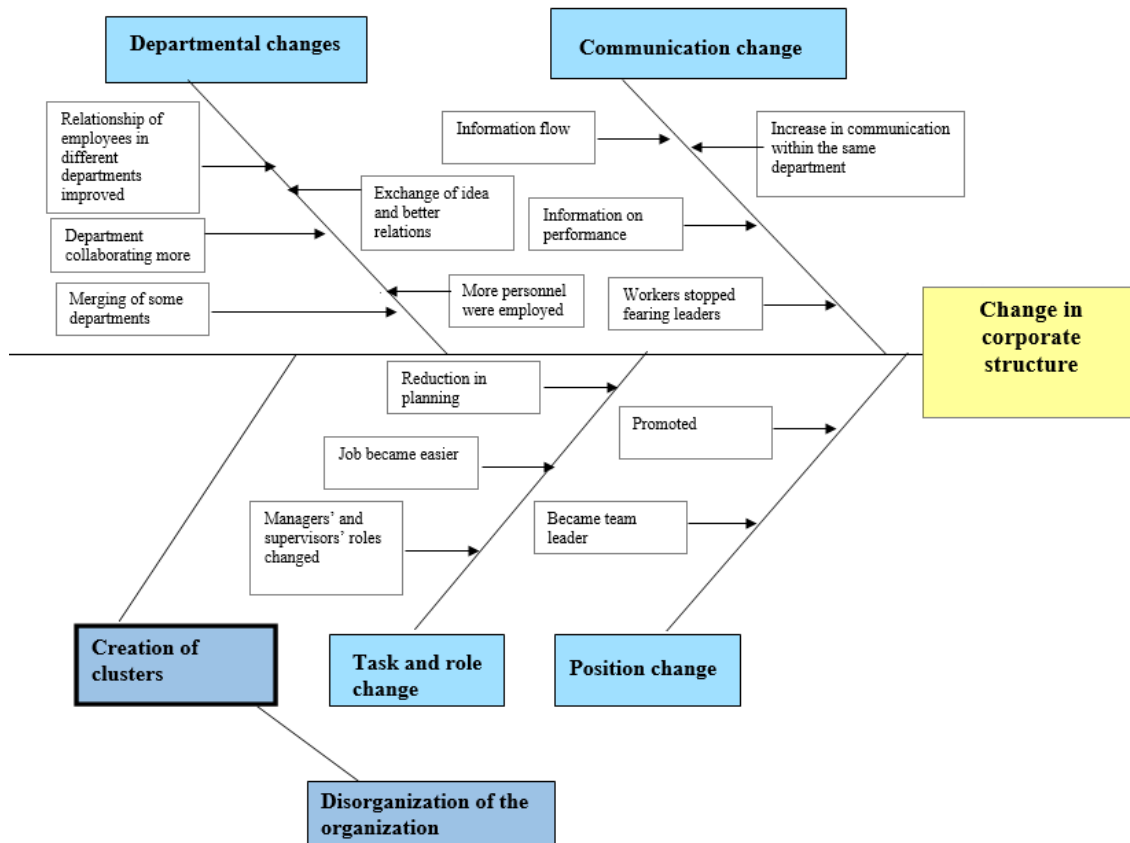 Departmental changes
Communication change
Relationship of
employees in
different
departments
improved
Exchange of idea
and better
relations
Department
collaborating more
Merging of some
departments
More personnel
were employed
Information flow
Increase in communication
within the same
department
Information on
performance
Workers stopped
fearing leaders
Change in
corporate
structure
Reduction in
planning
Job became easier
Managers’ and
supervisors’ roles
changed
Promoted
Became team
leader
Creation of
clusters
Task and role
change
Position change
Disorganization of the
organization